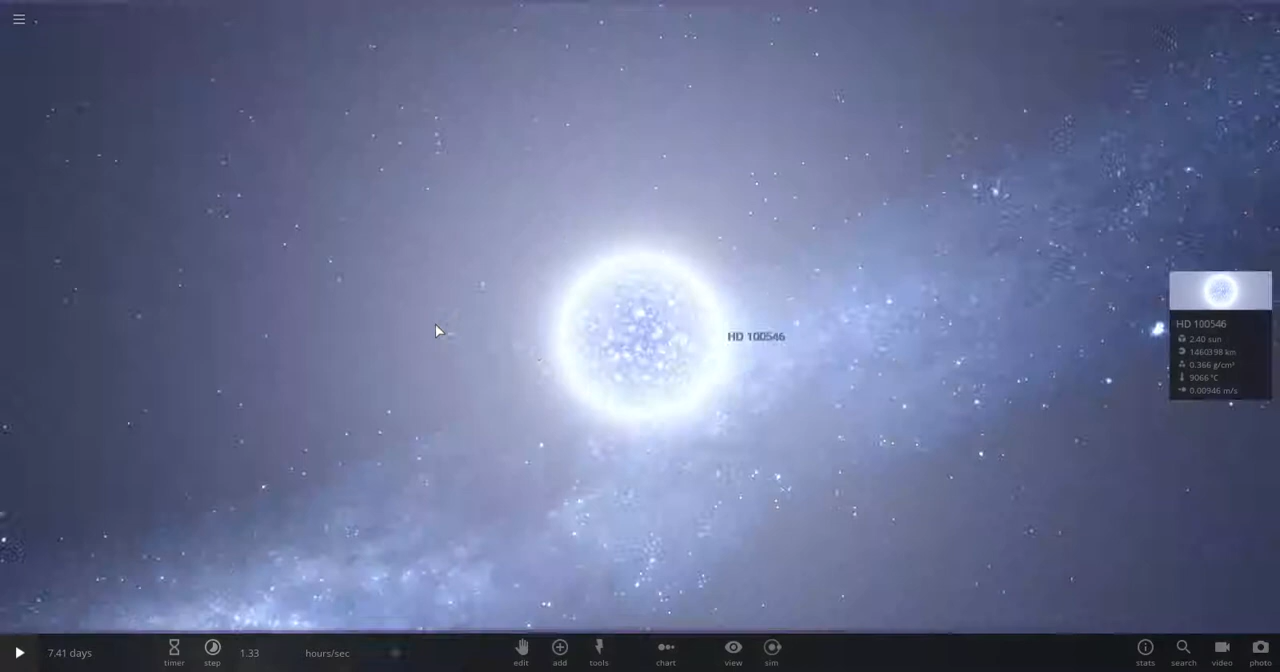 HD 100546
HD 100546
2.40 sun
1460398 km
0.366 g/cm³
9066 °C
0.00946 m/s
7.41 days
timer
step
1.33
hours/sec
edit
add
tools
chart
view
sim
stats
search
video
photo